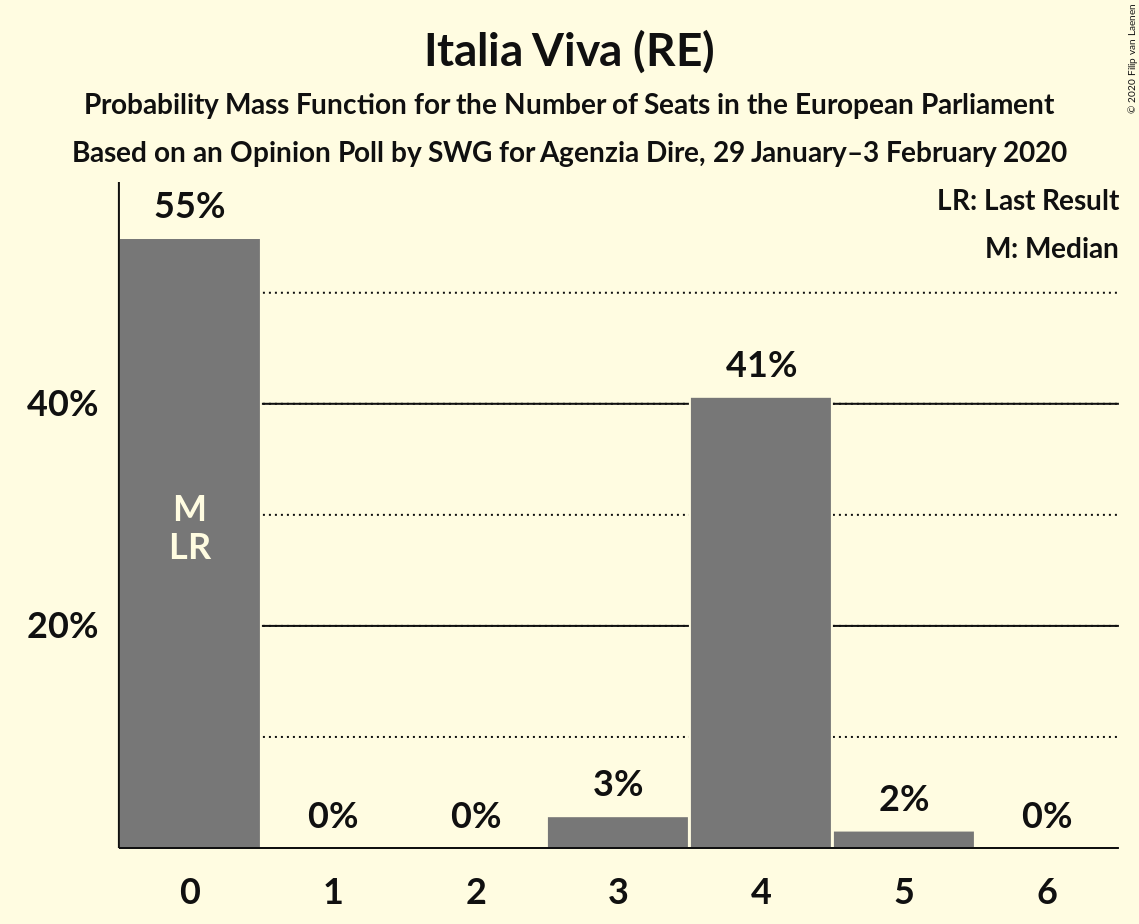 Italia Viva (RE)
Probability Mass Function for the Number of Seats in the European Parliament
Based on an Opinion Poll by SWG for Agenzia Dire, 29 January–3 February 2020
© 2020 Filip van Laenen
LR: Last Result
M: Median
55%
41%
40%
M
LR
20%
3%
2%
0%
0%
0%
0
1
2
3
4
5
6